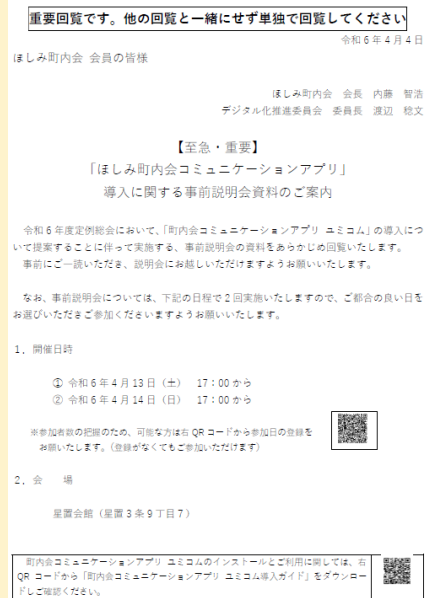 重要回覧です。他の回覧と一緒にせず単独で回覧してください
令和6年4月4日
ほしみ町内会 会員の皆様
ほしみ町内会 会長 内藤 智浩
デジタル化推進委員会 委員長 渡辺 稔文
【至急・重要】
「ほしみ町内会コミュニケーションアプリ」
導入に関する事前説明会資料のご案内
令和6年度定例総会において、「町内会コミュニケーションアプリ ユミコム」の導入につ
いて提案することに伴って実施する、事前説明会の資料をあらかじめ回覧いたします。
事前にご一読いただき、説明会にお越しいただけますようお願いいたします。
なお、事前説明会については、下記の日程で2回実施いたしますので、ご都合の良い日を
お選びいただきご参加くださいますようお願いいたします。
1．開催日時
① 令和6年4月13日（土） 17：00から
② 令和6年4月14日（日） 17：00から
※参加者数の把握のため、可能な方は右QRコードから参加日の登録を
お願いたします。（登録がなくてもご参加いただけます）
2．会 場
星置会館（星置3条9丁目7）
町内会コミュニケーションアプリ ユミコムのインストールとご利用に関しては、右
QR コードから「町内会コミュニケーションアプリ ユミコム導入ガイド」をダウンロー
ドしご確認ください。